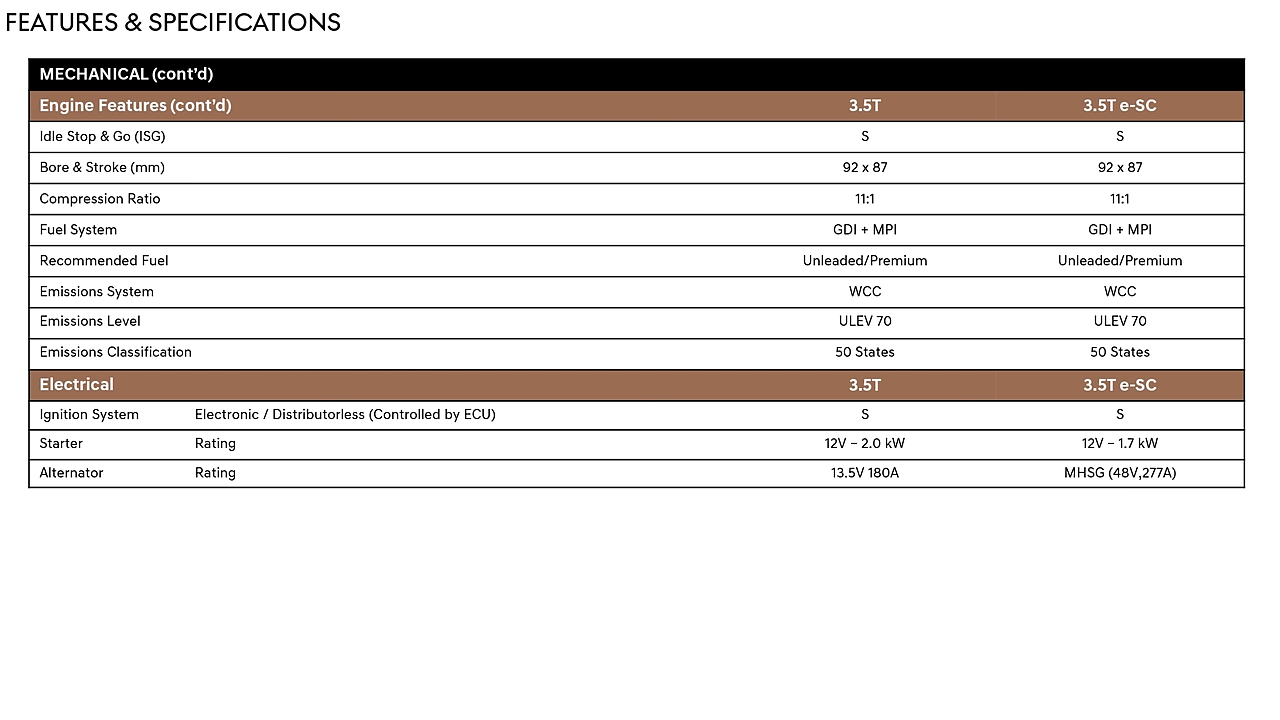 FEATURES & SPECIFICATIONS
MECHANICAL (cont’d)
Engine Features (cont’d) 3.5T 3.5T e-SC
Idle Stop & Go (ISG) S S
Bore & Stroke (mm) 92 x 87 92 x 87
Compression Ratio 11:1 11:1
Fuel System GDI + MPI GDI + MPI
Recommended Fuel Unleaded/Premium Unleaded/Premium
Emissions System WCC WCC
Emissions Level ULEV 70 ULEV 70
Emissions Classification 50 States 50 States
Electrical 3.5T 3.5T e-SC
Ignition System Electronic / Distributorless (Controlled by ECU) S S
Starter Rating 12V – 2.0 kW 12V – 1.7 kW
Alternator Rating 13.5V 180A MHSG (48V,277A)